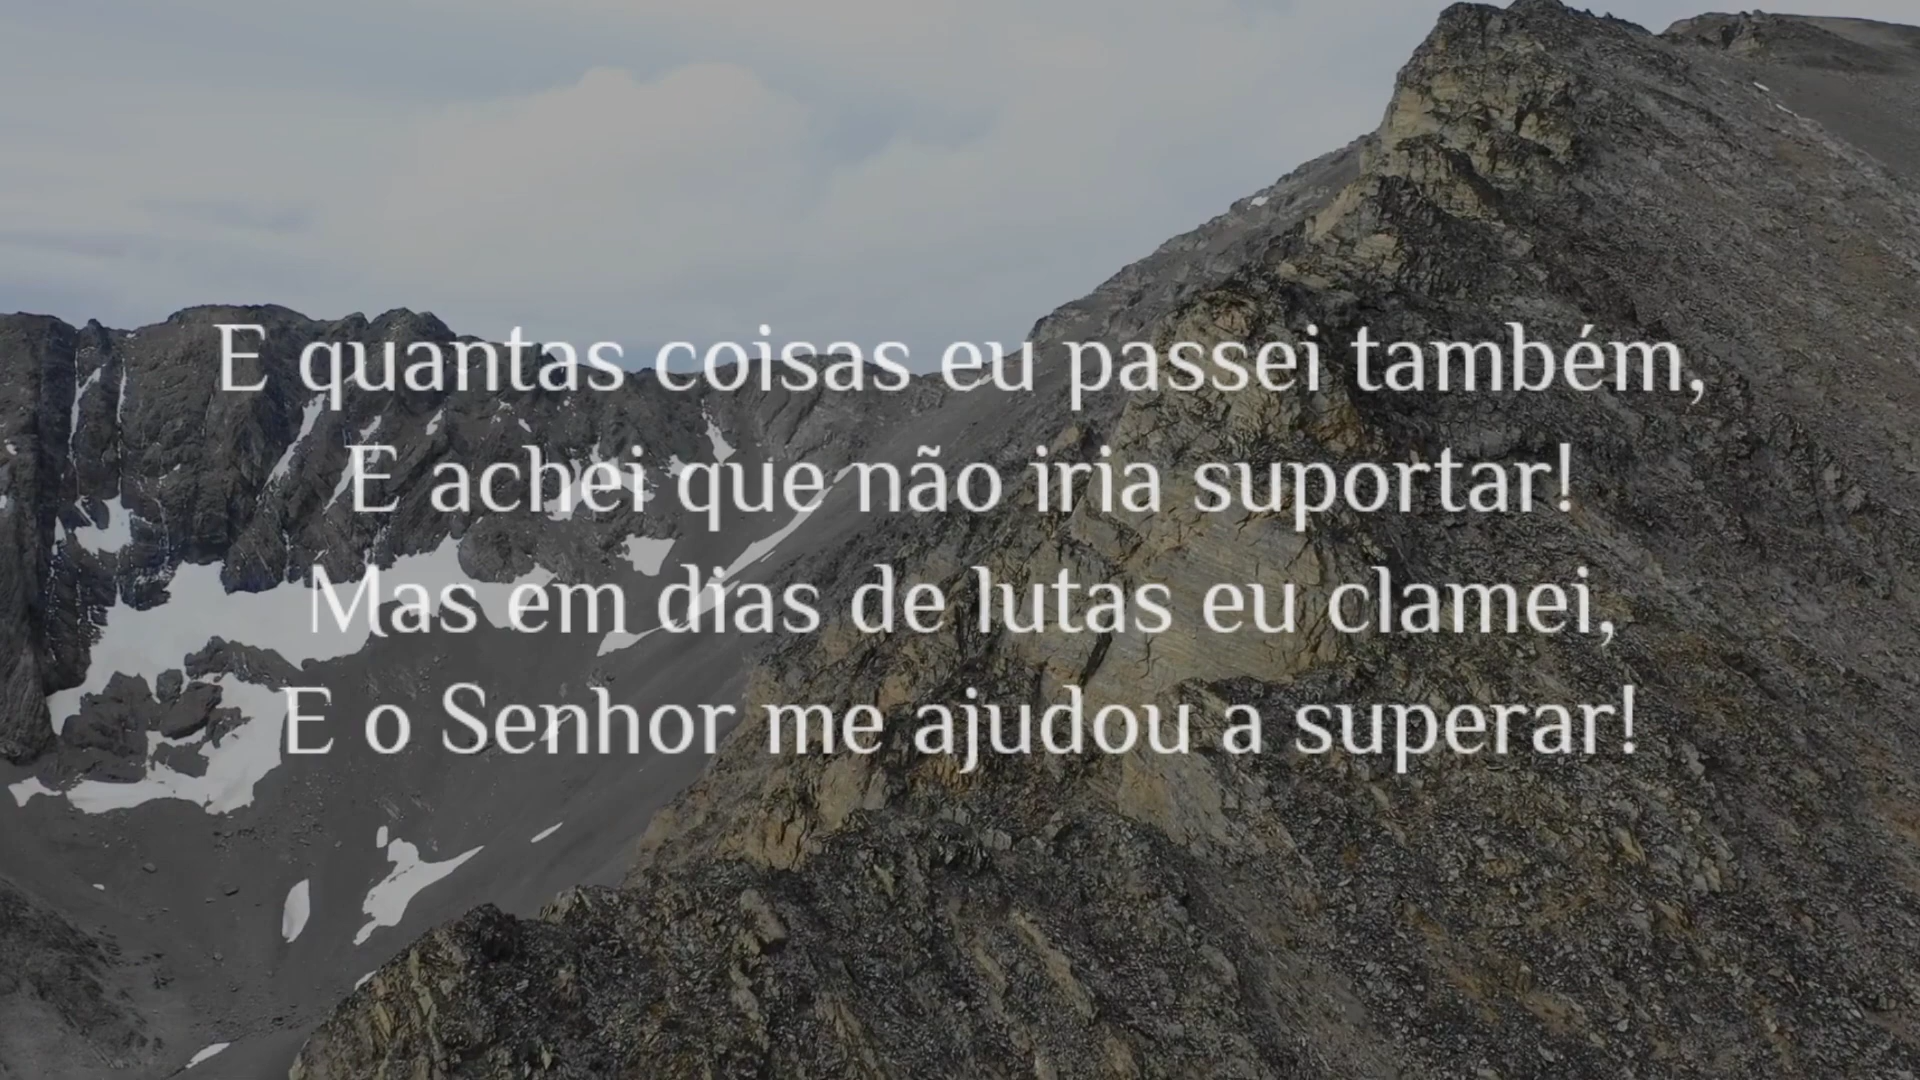 E quantas coisas eu passei também,
E achei que não iria suportar!
Mas em dias de lutas eu clamei,
E o Senhor me ajudou a superar!